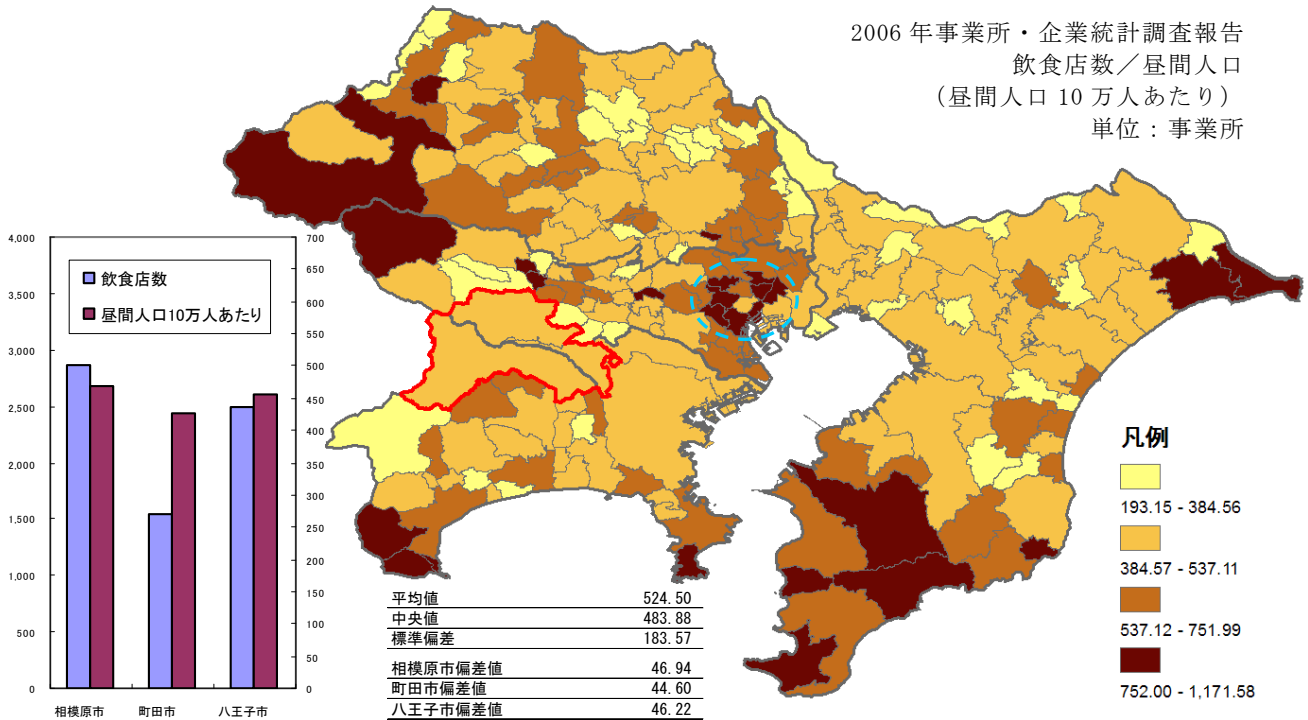 2006 年事業所・企業統計調査報告
飲食店数／昼間人口
（昼間人口 10 万人あたり）
単位：事業所
4,000
3,500
3,000
2,500
2,000
1,500
1,000
500
0
飲食店数
昼間人口10万人あたり
700
650
600
550
500
450
400
350
300
250
200
150
100
50
0
相模原市
町田市
八王子市
平均値 524.50
中央値 483.88
標準偏差 183.57
相模原市偏差値 46.94
町田市偏差値 44.60
八王子市偏差値 46.22
凡例
193.15 - 384.56
384.57 - 537.11
537.12 - 751.99
752.00 - 1,171.58